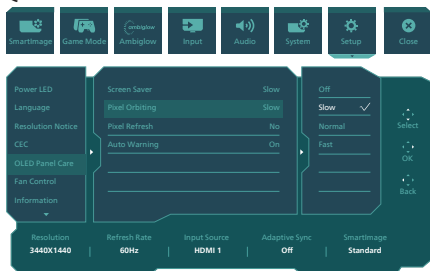 SmartImage
Game Mode
ambiglow
Ambiglow
Input
Audio
System
Setup
Close
Power LED
Language
Resolution Notice
CEC
OLED Panel Care
Fan Control
Information
Screen Saver Slow
Pixel Orbiting Slow
Pixel Refresh No
Auto Warning On
Off
Slow
Normal
Fast
Select
OK
Back
Resolution Refresh Rate Input Source Adaptive Sync SmartImage
3440X1440 60Hz HDMI 1 Off Standard